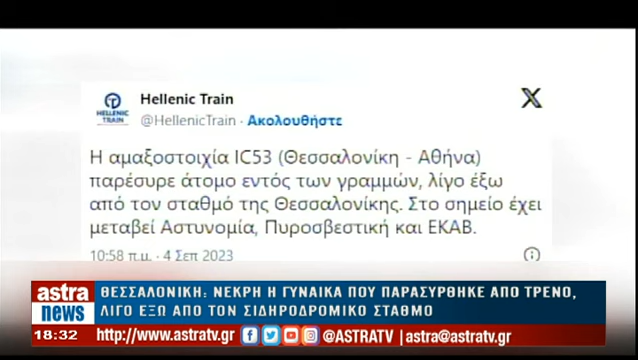 Hellenic Train
@HellenicTrain · Ακολουθήστε
HELLENIC
TRAIN
Η αμαξοστοιχία IC53 (Θεσσαλονίκη - Αθήνα)
παρέσυρε άτομο εντός των γραμμών, λίγο έξω
από τον σταθμό της Θεσσαλονίκης. Στο σημείο έχει
μεταβεί Αστυνομία, Πυροσβεστική και ΕΚΑΒ.
10:58 π.μ. · 4 Σεπ 2023
astra
news
18:32
ΘΕΣΣΑΛΟΝΙΚΗ: ΝΕΚΡΗ Η ΓΥΝΑΙΚΑ ΠΟΥ ΠΑΡΑΣΥΡΘΗΚΕ ΑΠΟ ΤΡΕΝΟ,
ΛΙΓΟ ΕΞΩ ΑΠΟ ΤΟΝ ΣΙΔΗΡΟΔΡΟΜΙΚΟ ΣΤΑΘΜΟ
http://www.astratv.gr @ASTRATV | astra@astratv.gr